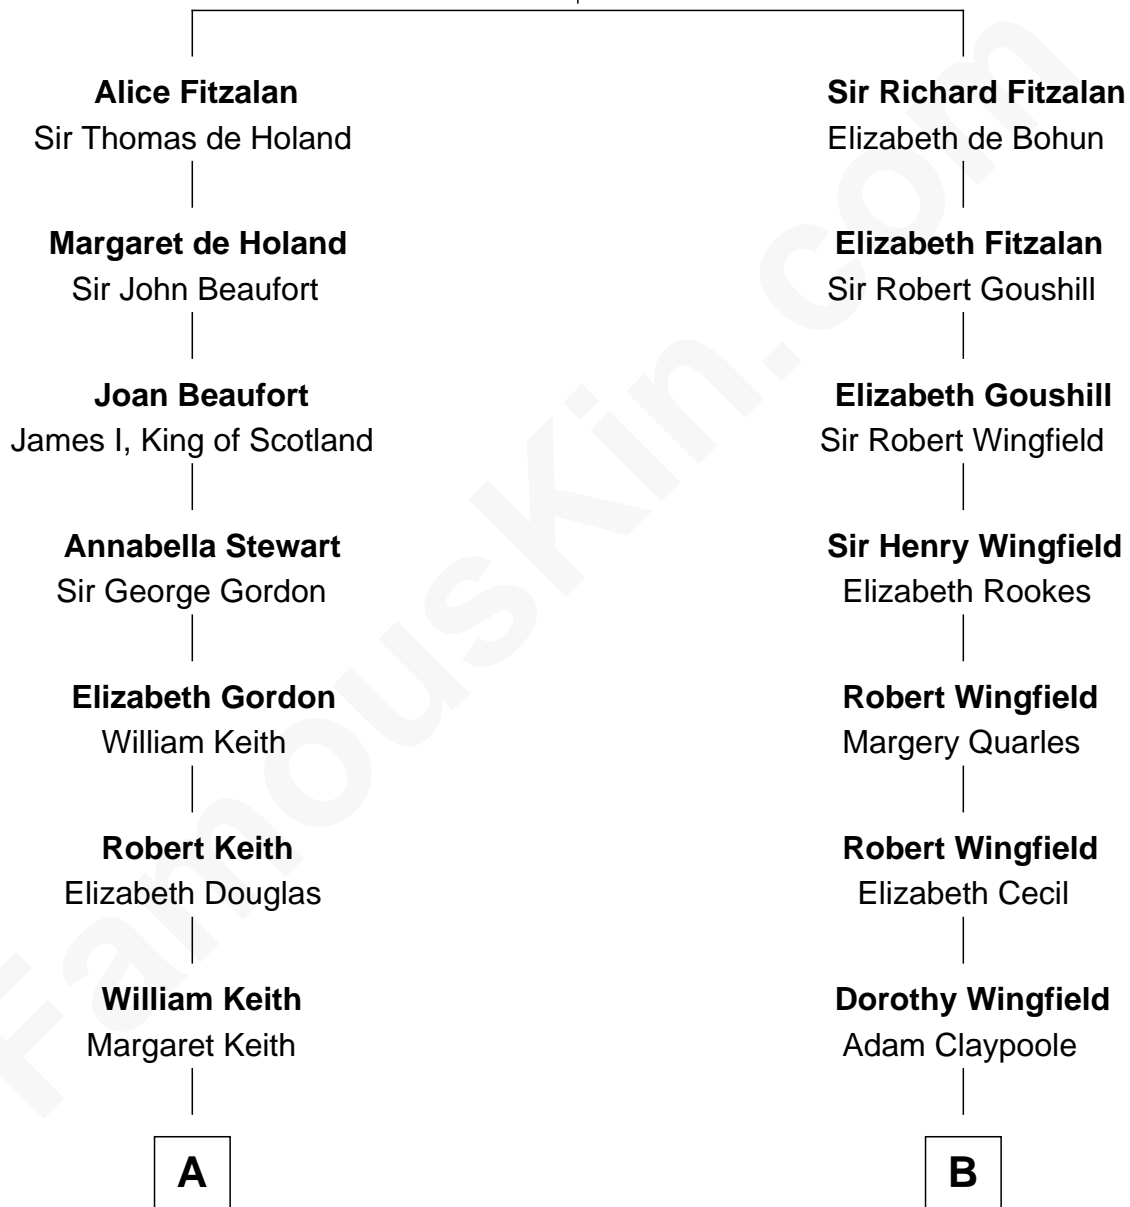 Alice Fitzalan
Sir Thomas de Holand
Sir Richard Fitzalan
Elizabeth de Bohun
Margaret de Holand
Sir John Beaufort
Elizabeth Fitzalan
Sir Robert Goushill
Joan Beaufort
James I, King of Scotland
Elizabeth Goushill
Sir Robert Wingfield
Annabella Stewart
Sir George Gordon
Sir Henry Wingfield
Elizabeth Rookes
Elizabeth Gordon
William Keith
Robert Wingfield
Margery Quarles
Robert Keith
Elizabeth Douglas
Robert Wingfield
Elizabeth Cecil
William Keith
Margaret Keith
Dorothy Wingfield
Adam Claypoole
A
B
FamousKin.com